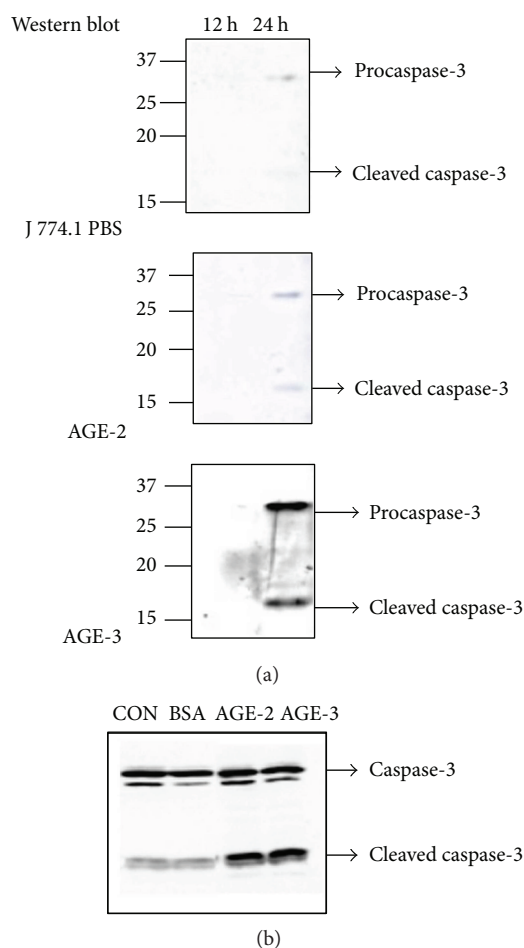 Western blot 12 h 24 h
37
Procaspase-3
25
20
Cleaved caspase-3
15
J 774.1 PBS
37
Procaspase-3
25
20
Cleaved caspase-3
15
AGE-2
37
Procaspase-3
25
20
Cleaved caspase-3
15
AGE-3
(a)
CON BSA AGE-2 AGE-3
Caspase-3
Cleaved caspase-3
(b)